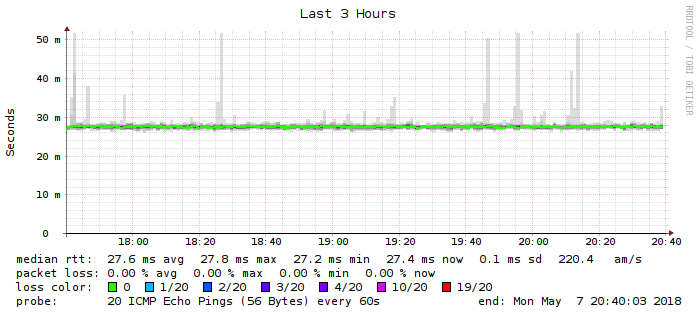 Last 3 Hours
RRDTOOL / TOBI OETIKER
Seconds
50 m
40 m
30 m
20 m
10 m
0
18:00 18:20 18:40 19:00 19:20 19:40 20:00 20:20 20:40
median rtt: 27.6 ms avg 27.8 ms max 27.2 ms min 27.4 ms now 0.1 ms sd 220.4 am/s
packet loss: 0.00 % avg 0.00 % max 0.00 % min 0.00 % now
loss color: 0 1/20 2/20 3/20 4/20 10/20 19/20
probe: 20 ICMP Echo Pings (56 Bytes) every 60s end: Mon May 7 20:40:03 2018